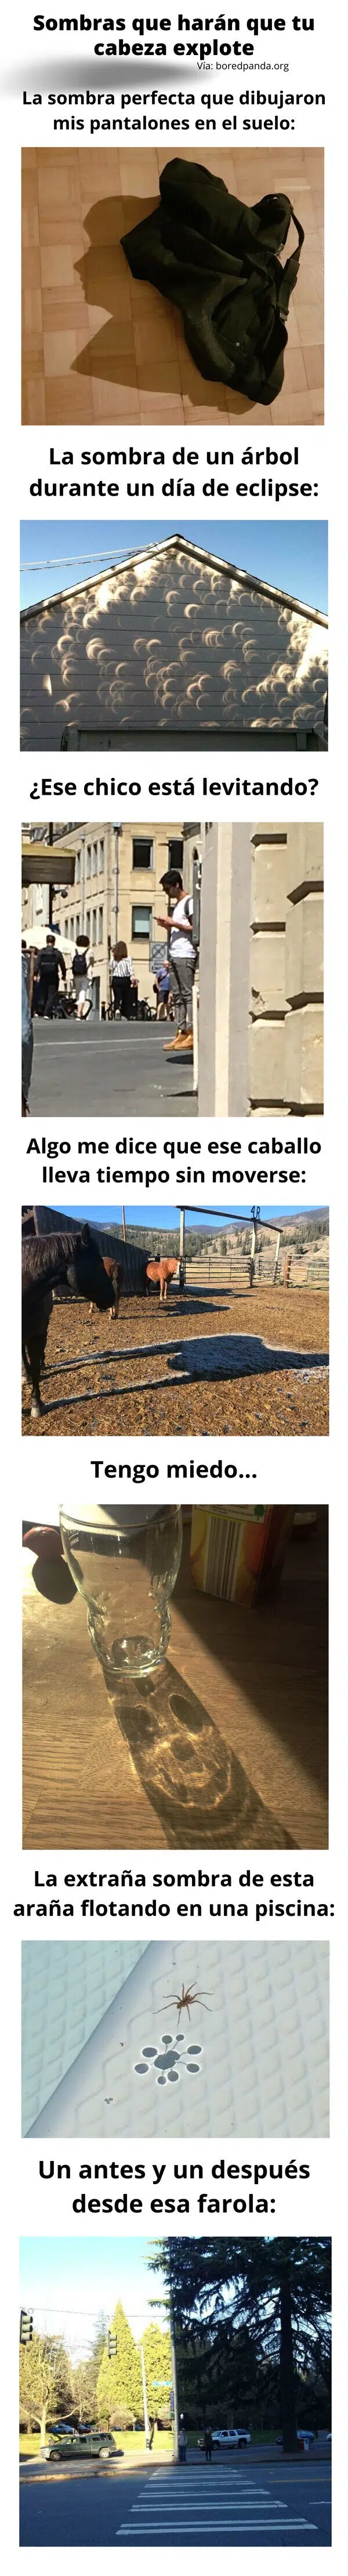 Sombras que harán que tu
cabeza explote
Vía: boredpanda.org
La sombra perfecta que dibujaron
mis pantalones en el suelo:
La sombra de un árbol
durante un día de eclipse:
¿Ese chico está levitando?
Algo me dice que ese caballo
lleva tiempo sin moverse:
Tengo miedo...
La extraña sombra de esta
araña flotando en una piscina:
Un antes y un después
desde esa farola: